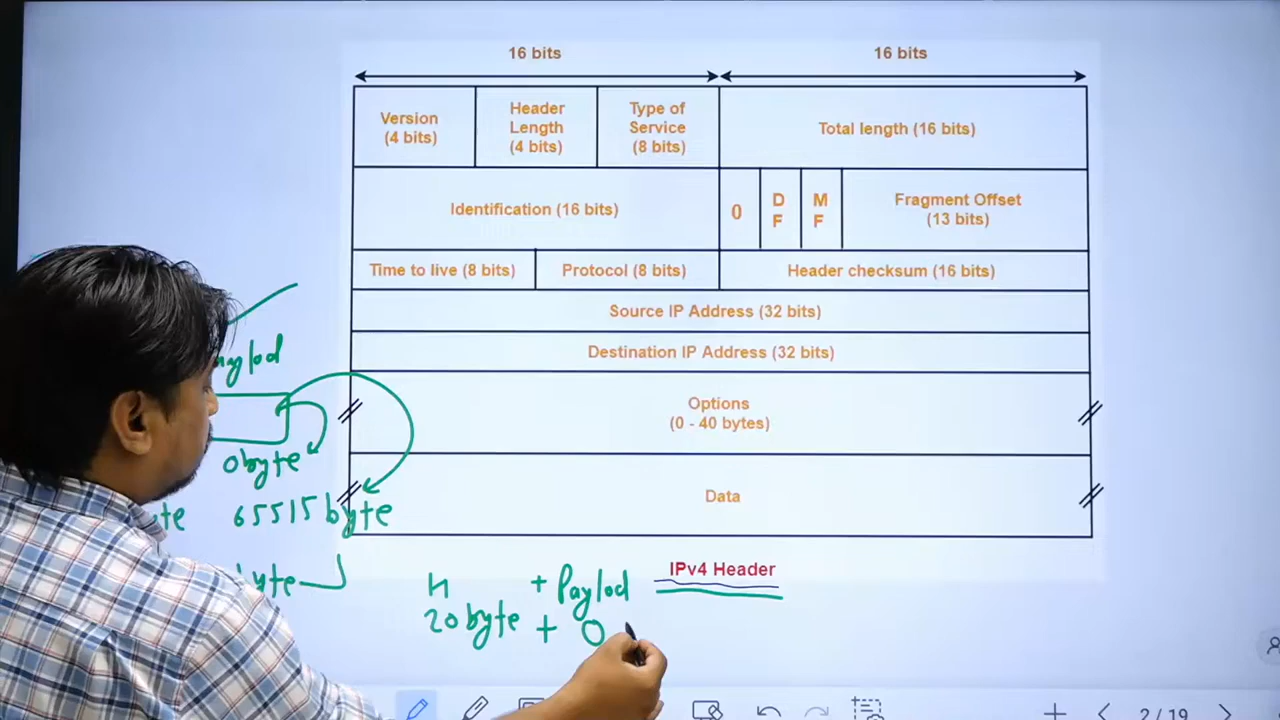 16 bits 16 bits
Version (4 bits)
Header Length (4 bits)
Type of Service (8 bits)
Total length (16 bits)
Identification (16 bits)
0
D F
M F
Fragment Offset (13 bits)
Time to live (8 bits) Protocol (8 bits) Header checksum (16 bits)
Source IP Address (32 bits)
Destination IP Address (32 bits)
Options
(0 - 40 bytes)
Data
IPv4 Header
0byte
65515 byte
H + Paylod
20 byte + 0
2/19